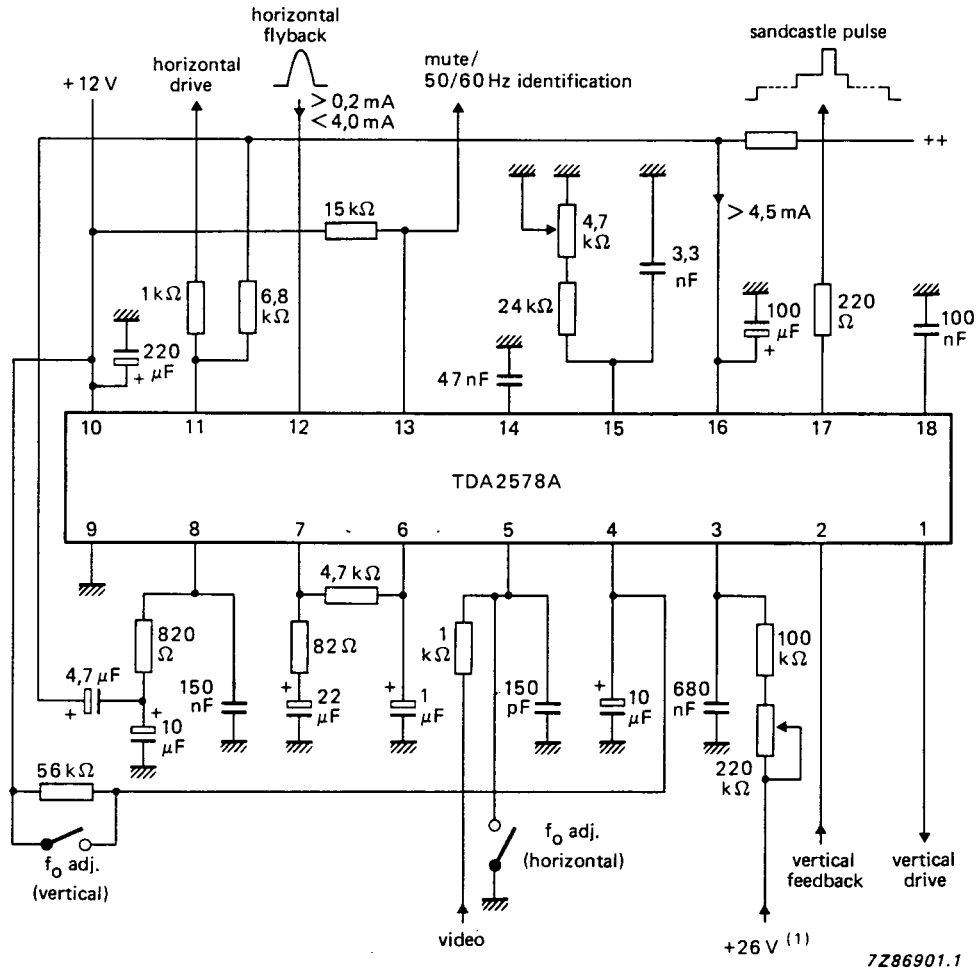 horizontal
flyback
sandcastle pulse
mute/
50/60 Hz identification
horizontal
drive
+12 V
> 0,2 mA
< 4,0 mA
++
> 4,5 mA
15 kΩ
4,7
kΩ
3,3
nF
24 kΩ
1 kΩ
6,8
kΩ
220
μF
+
47 nF
100
μF
+
220
Ω
100
nF
10 11 12 13 14 15 16 17 18
TDA2578A
9 8 7 6 5 4 3 2 1
4,7 kΩ
820
Ω
82 Ω
1
kΩ
100
kΩ
4,7 μF
+
+
10
μF
150
nF
+
22
μF
+
1
μF
150
pF
+
10
μF
680
nF
220
kΩ
56 kΩ
fo adj.
(vertical)
fo adj.
(horizontal)
vertical
feedback
vertical
drive
video
+26 V (1)
7Z86901.1